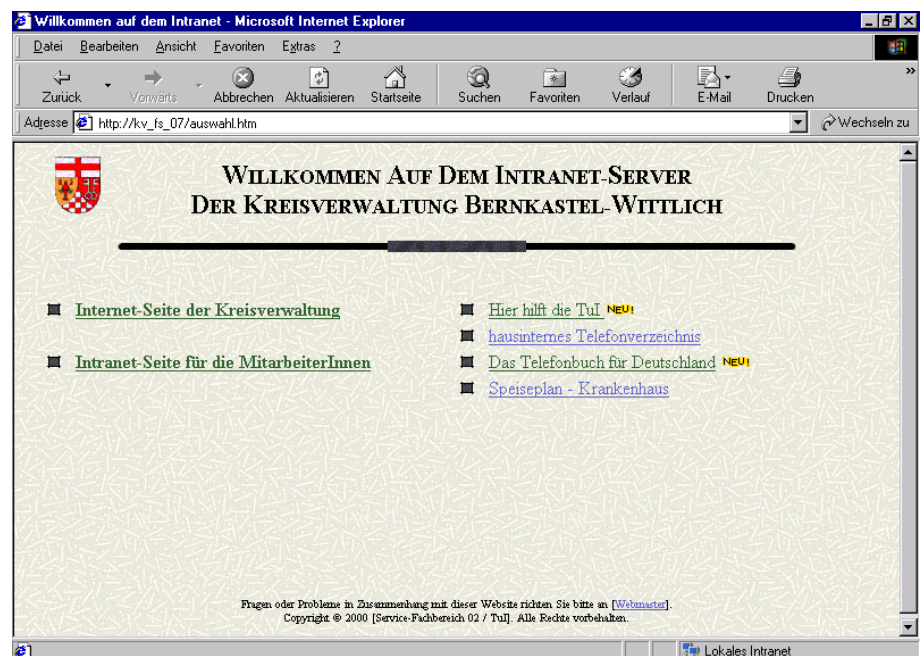 Willkommen auf dem Intranet - Microsoft Internet Explorer
Datei Bearbeiten Ansicht Favoriten Extras ?
Zurück Vorwärts Abbrechen Aktualisieren Startseite Suchen Favoriten Verlauf E-Mail Drucken »
Adresse http://kv_fs_07/auswahl.htm Wechseln zu
Willkommen Auf Dem Intranet-Server
Der Kreisverwaltung Bernkastel-Wittlich
Internet-Seite der Kreisverwaltung
Intranet-Seite für die MitarbeiterInnen
Hier hilft die TuI NEU!
hausinternes Telefonverzeichnis
Das Telefonbuch für Deutschland NEU!
Speiseplan - Krankenhaus
Fragen oder Probleme in Zusammenhang mit dieser Website richten Sie bitte an [Webmaster].
Copyright © 2000 [Service-Fachbereich 02 / TuI]. Alle Rechte vorbehalten.
Lokales Intranet